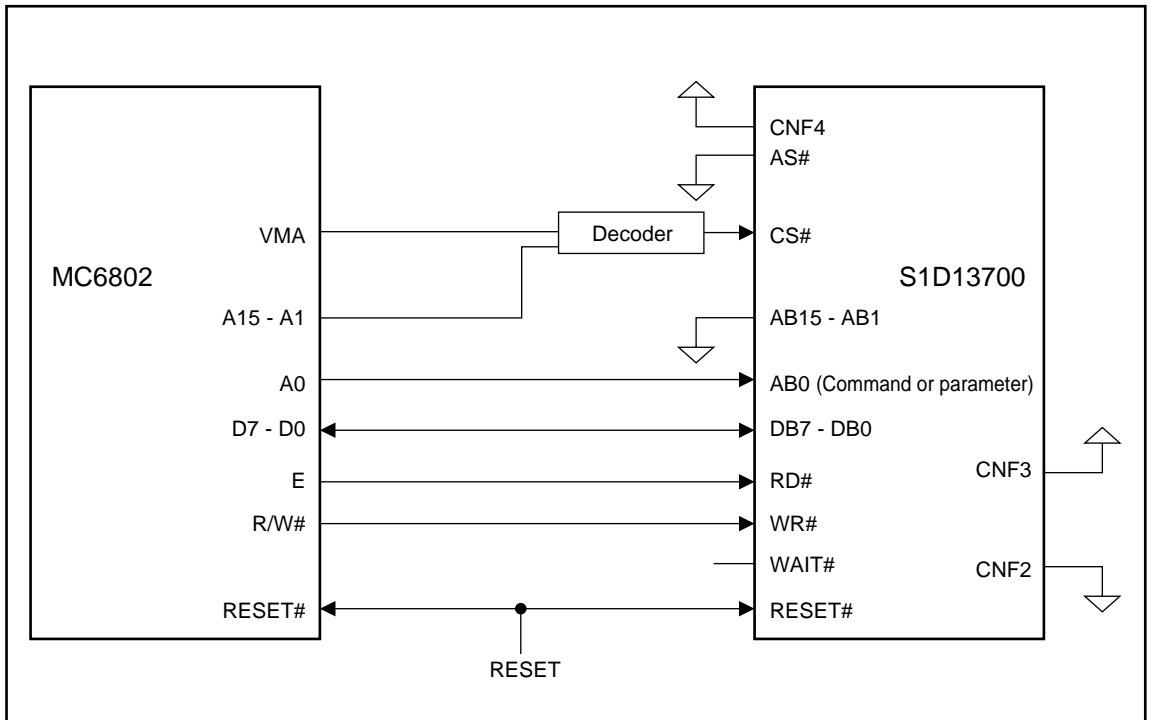 CNF4
AS#
VMA
Decoder
CS#
MC6802
S1D13700
A15 - A1
AB15 - AB1
A0
AB0 (Command or parameter)
D7 - D0
DB7 - DB0
CNF3
E
RD#
R/W#
WR#
WAIT#
CNF2
RESET#
RESET#
RESET